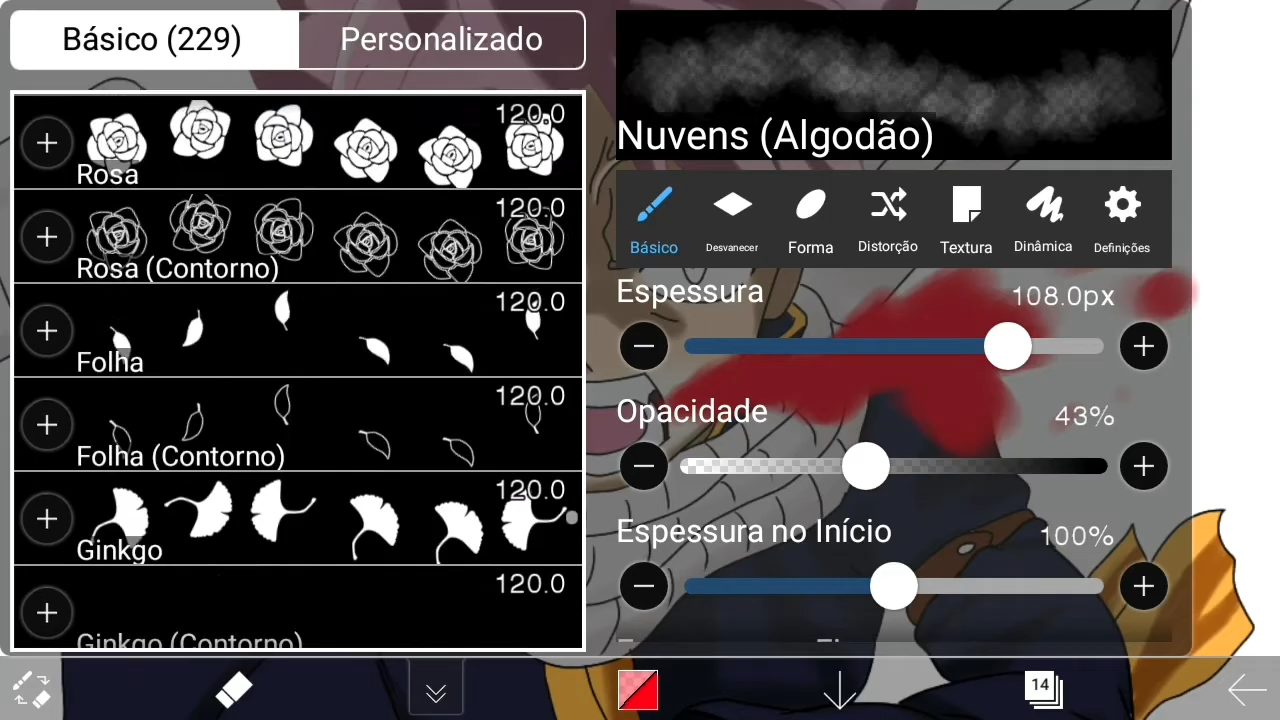 Básico (229)
Personalizado
120.0
Rosa
120.0
Rosa (Contorno)
120.0
Folha
120.0
Folha (Contorno)
120.0
Ginkgo
120.0
Ginkgo (Contorno)
Nuvens (Algodão)
Básico
Desvanecer
Forma
Distorção
Textura
Dinâmica
Definições
Espessura
108.0px
Opacidade
43%
Espessura no Início
100%
14